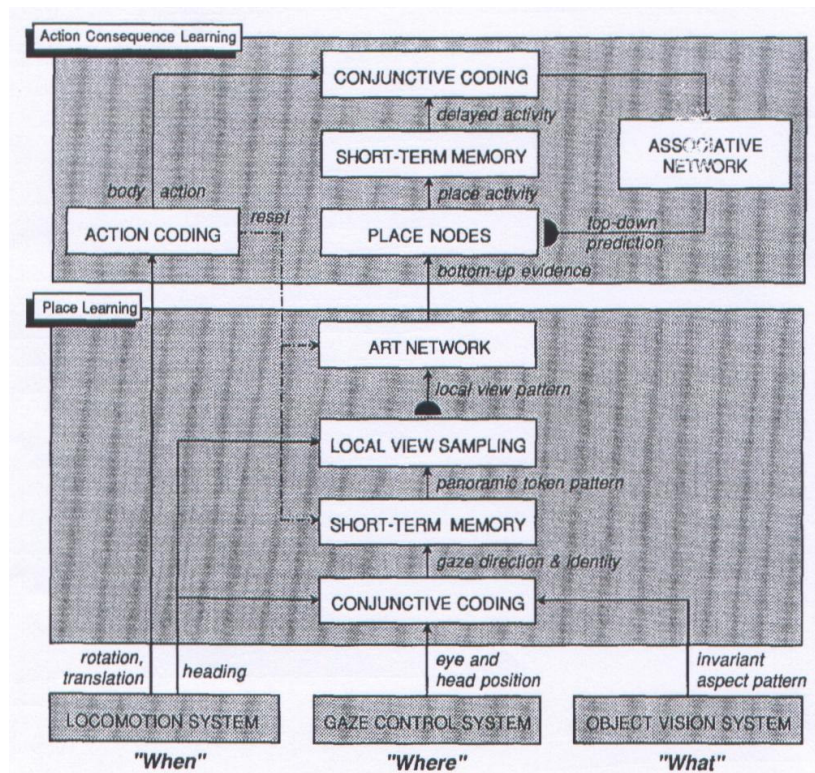 Action Consequence Learning
CONJUNCTIVE CODING
delayed activity
ASSOCIATIVE
NETWORK
SHORT-TERM MEMORY
body action
reset
place activity
ACTION CODING
PLACE NODES
top-down
prediction
bottom-up evidence
Place Learning
ART NETWORK
local view pattern
LOCAL VIEW SAMPLING
panoramic token pattern
SHORT-TERM MEMORY
gaze direction & identity
CONJUNCTIVE CODING
rotation,
translation
heading
eye and
head position
invariant
aspect pattern
LOCOMOTION SYSTEM
GAZE CONTROL SYSTEM
OBJECT VISION SYSTEM
"When"
"Where"
"What"